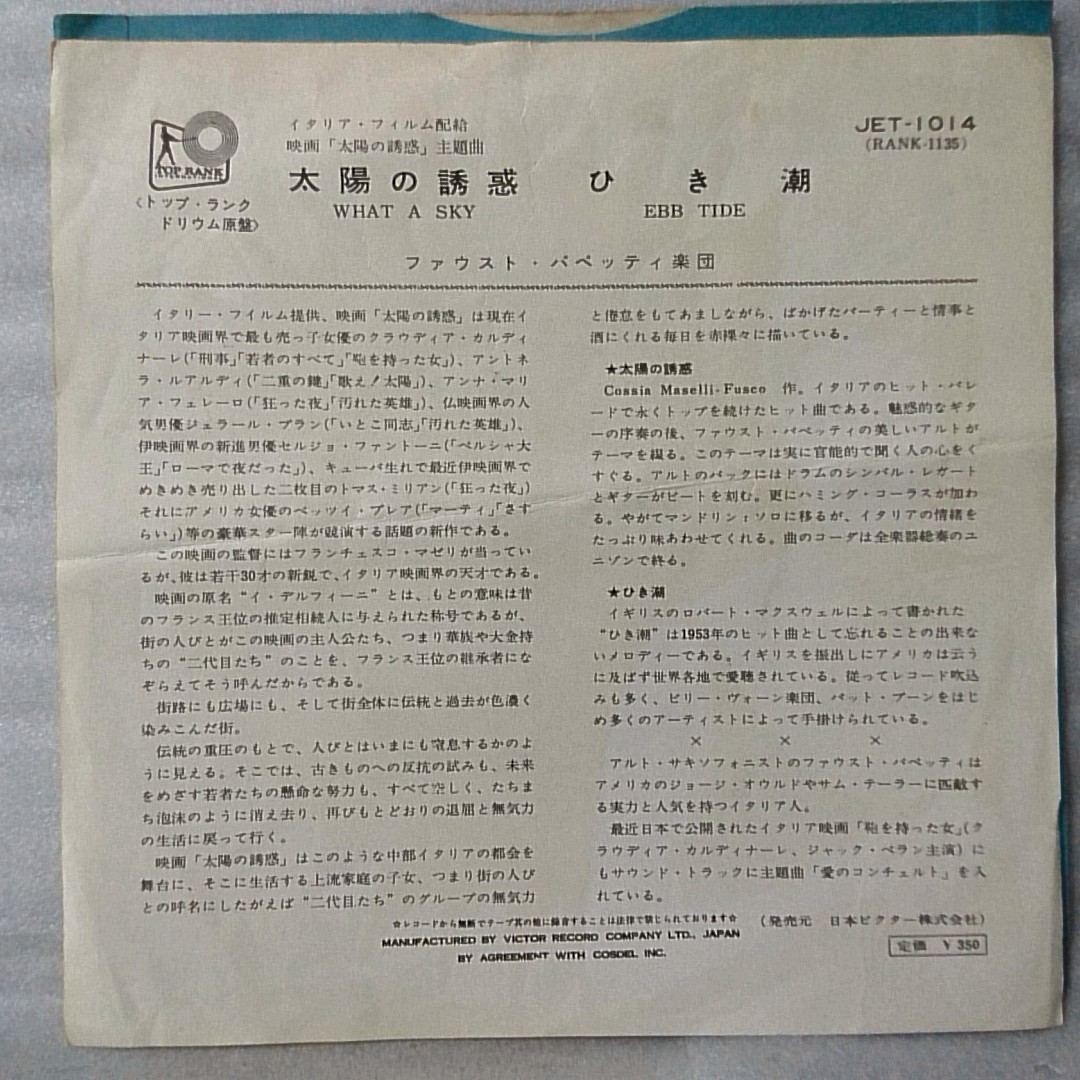 イタリア・フィルム配給
映画「太陽の誘惑」主題曲
太陽の誘惑 ひき潮
WHAT A SKY EBB TIDE
JET-1014
(RANK-1135)
TOP RANK
〈トップ・ランク
ドリウム原盤〉
ファウスト・パペッティ楽団
イタリー・フイルム提供、映画「太陽の誘惑」は現在イ
タリア映画界で最も売っ子女優のクラウディア・カルディ
ナーレ(「刑事」「若者のすべて」「鞄を持った女」)、アントネ
ラ・ルアルディ(「二重の鍵」「歌え!太陽」)、アンナ・マリ
ア・フェレーロ(「狂った夜」「汚れた英雄」)、仏映画界の人
気男優ジェラール・ブラン(「いとこ同志」「汚れた英雄」)、
伊映画界の新進男優セルジョ・ファントーニ(「ペルシャ大
王」「ローマで夜だった」)、キューバ生れで最近伊映画界で
めきめき売り出した二枚目のトマス・ミリアン(「狂った夜」)
それにアメリカ女優のベッツイ・ブレア(「マーティ」「さす
らい」)等の豪華スター陣が競演する話題の新作である。
この映画の監督にはフランチェスコ・マゼリが当ってい
るが、彼は若干30才の新鋭で、イタリア映画界の天才である。
映画の原名“イ・デルフィーニ”とは、もとの意味は昔
のフランス王位の推定相続人に与えられた称号であるが、
街の人びとがこの映画の主人公たち、つまり華族や大金持
ちの“二代目たち”のことを、フランス王位の継承者にな
ぞらえてそう呼んだからである。
街路にも広場にも、そして街全体に伝統と過去が色濃く
染みこんだ街。
伝統の重圧のもとで、人びとはいまにも窒息するかのよ
うに見える。そこでは、古きものへの反抗の試みも、未来
をめざす若者たちの懸命な努力も、すべて空しく、たちま
ち泡沫のように消え去り、再びもとどおりの退屈と無気力
の生活に戻って行く。
映画「太陽の誘惑」はこのような中部イタリアの都会を
舞台に、そこに生活する上流家庭の子女、つまり街の人び
との呼名にしたがえば“二代目たち”のグループの無気力
と倦怠をもてあましながら、ばかげたパーティーと情事と
酒にくれる毎日を赤裸々に描いている。
★太陽の誘惑
Cossia Maselli-Fusco 作。イタリアのヒット・パレ
ードで永くトップを続けたヒット曲である。魅惑的なギタ
ーの序奏の後、ファウスト・パペッティの美しいアルトが
テーマを綴る。このテーマは実に官能的で聞く人の心をく
すぐる。アルトのバックにはドラムのシンバル・レガート
とギターがビートを刻む。更にハミング・コーラスが加わ
る。やがてマンドリン:ソロに移るが、イタリアの情緒を
たっぷり味あわせてくれる。曲のコーダは全楽器総奏のユ
ニゾンで終る。
★ひき潮
イギリスのロバート・マクスウェルによって書かれた
“ひき潮”は1953年のヒット曲として忘れることの出来な
いメロディーである。イギリスを振出しにアメリカは云う
に及ばず世界各地で愛聴されている。従ってレコード吹込
みも多く、ビリー・ヴォーン楽団、パット・ブーンをはじ
め多くのアーティストによって手掛けられている。
× × ×
アルト・サキソフォニストのファウスト・パペッティは
アメリカのジョージ・オウルドやサム・テーラーに匹敵す
る実力と人気を持つイタリア人。
最近日本で公開されたイタリア映画「鞄を持った女」(ク
ラウディア・カルディナーレ、ジャック・ペラン主演)に
もサウンド・トラックに主題曲「愛のコンチェルト」を入
れている。
☆レコードから無断でテープ其の他に録音することは法律で禁じられております☆
(発売元 日本ビクター株式会社)
MANUFACTURED BY VICTOR RECORD COMPANY LTD., JAPAN
BY AGREEMENT WITH COSDEL INC.
定価 ¥350